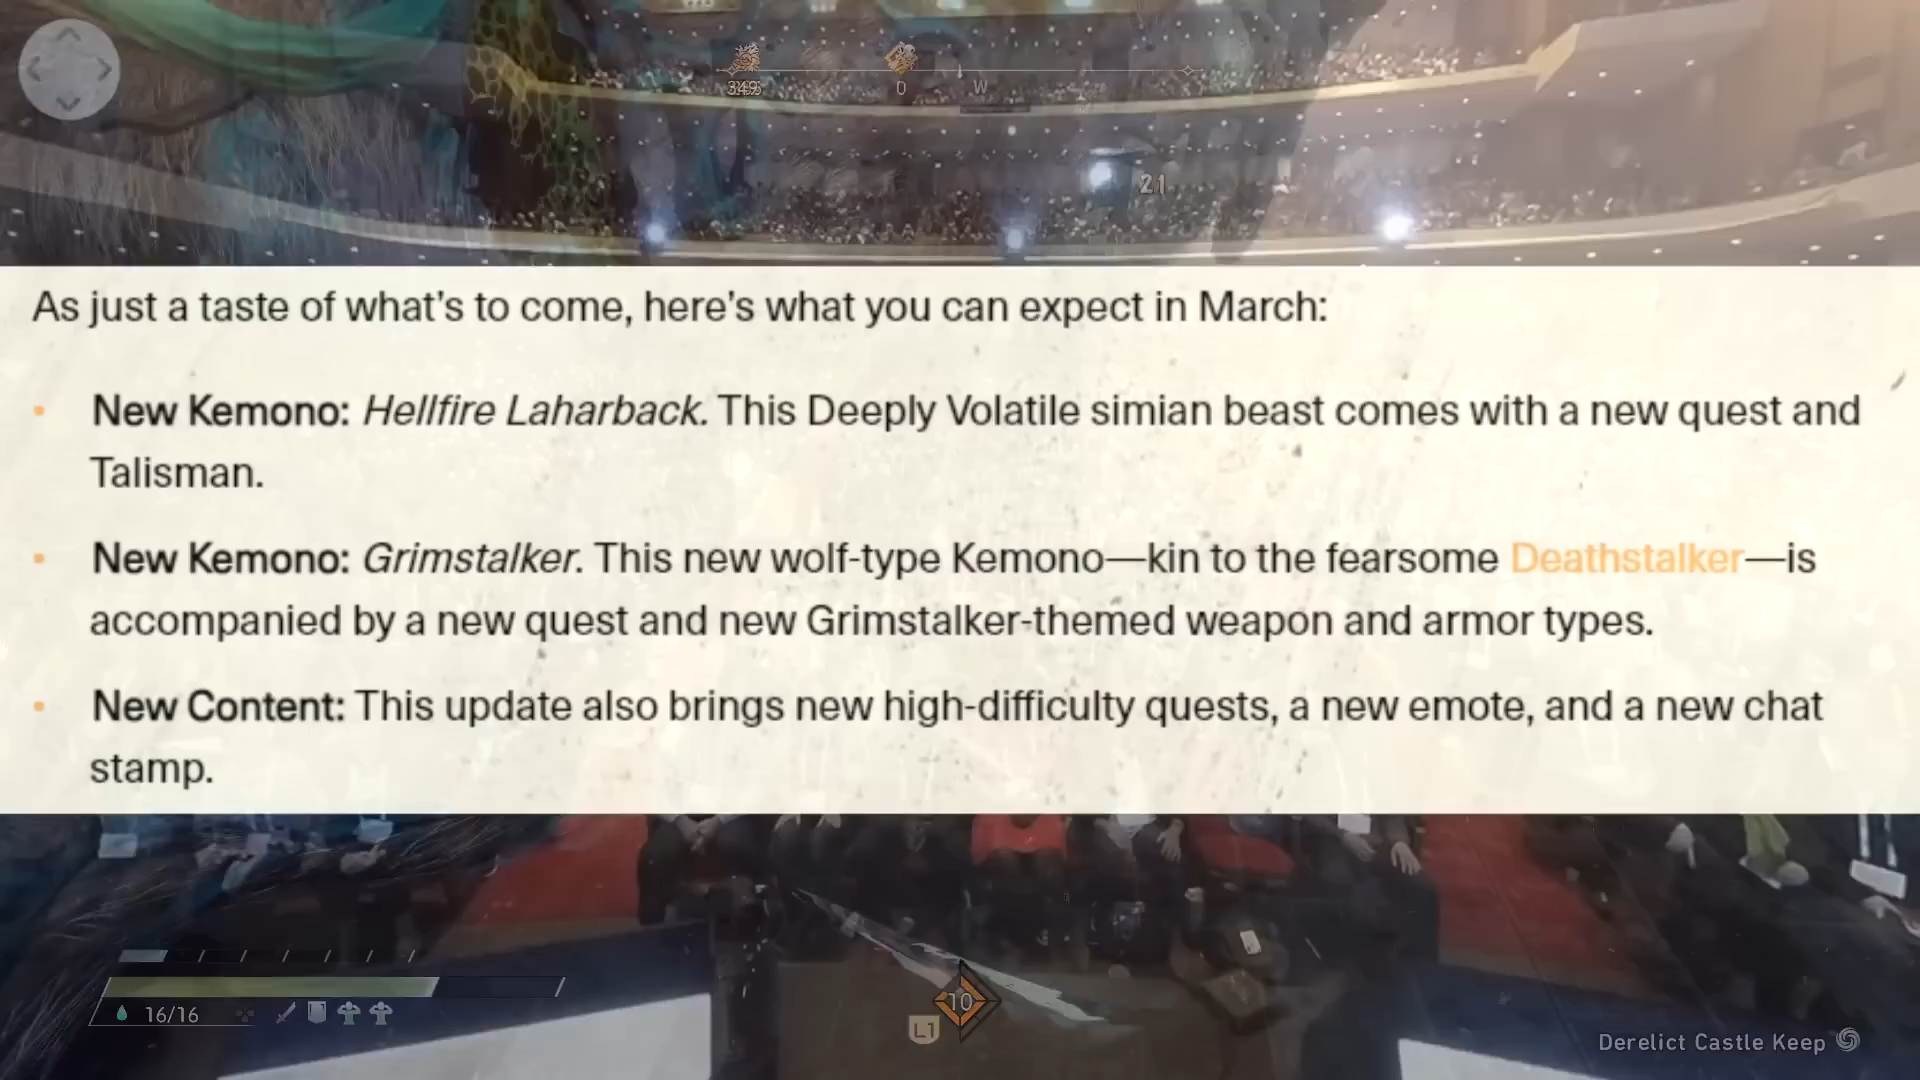 0
W
21
As just a taste of what's to come, here's what you can expect in March:
• New Kemono: Hellfire Laharback. This Deeply Volatile simian beast comes with a new quest and
Talisman.
• New Kemono: Grimstalker. This new wolf-type Kemono—kin to the fearsome Deathstalker—is
accompanied by a new quest and new Grimstalker-themed weapon and armor types.
• New Content: This update also brings new high-difficulty quests, a new emote, and a new chat
stamp.
16/16
10
L1
Derelict Castle Keep